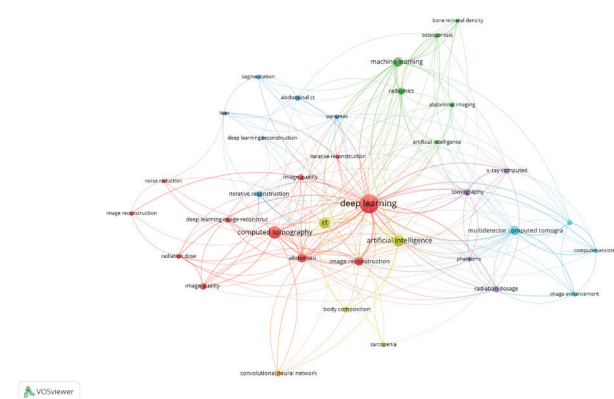 bone mineral density
osteoporosis
machine learning
segmentation
radiomics
abdominal ct
abdominal imaging
liver
pancreas
deep learning reconstruction
artificial intelligence
iterative reconstruction
x-ray computed
noise reduction
image quality
tomography
iterative reconstruction
deep learning
image reconstruction
deep learning image reconstruc
ct
computed tomography
multidetector computed tomogra
artificial intelligence
computer assiste
radiation dose
abdomen
image reconstruction
phantoms
image quality
radiation dosage
image enhancement
body composition
sarcopenia
convolutional neural network
VOSviewer